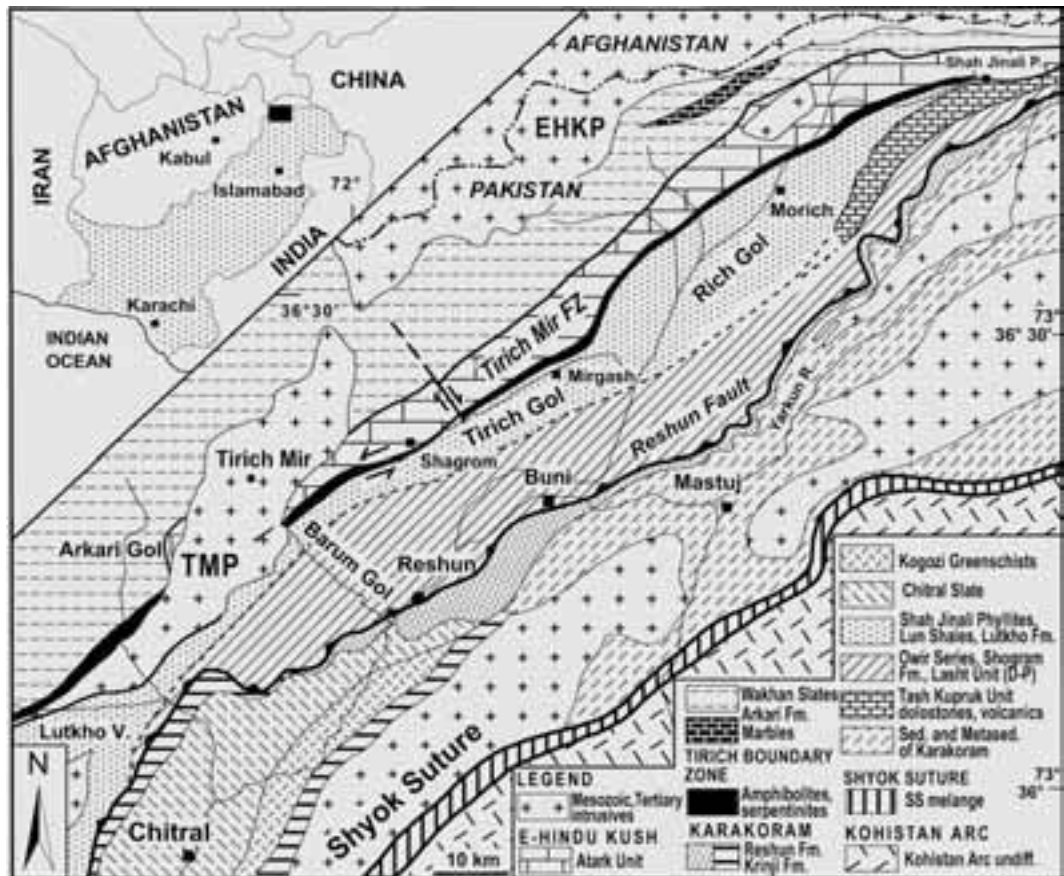 AFGHANISTAN
CHINA
Shah Jinali P.
AFGHANISTAN
EHKP
IRAN
Kabul
Islamabad
72°
PAKISTAN
Morich
INDIA
Rich Gol
Karachi
36° 30'
73°
36° 30'
INDIAN
OCEAN
Tirich Mir FZ.
Mirgash
Tirich Gol
Reshun Fault
Yarkun R.
Shagrom
Tirich Mir
Buni
Mastuj
Arkari Gol
TMP
Barum Gol
Reshun
Lutkho V.
N
Chitral
Shyok Suture
10 km
Kogozi Greenschists
Chitral Slate
Shah Jinali Phyllites,
Lun Shales, Lutkho Fm.
Owir Series, Shogram
Fm., Lasht Unit (D-P)
Tash Kupruk Unit
dolostones, volcanics
Sed. and Metased.
of Karakoram
SHYOK SUTURE
SS melange
KOHISTAN ARC
Kohistan Arc undiff.
73°
36°
Wakhan Slates
Arkari Fm.
Marbles
TIRICH BOUNDARY
ZONE
Amphibolites,
serpentinites
KARAKORAM
Reshun Fm.
Krinji Fm.
LEGEND
Mesozoic, Tertiary
intrusives
E-HINDU KUSH
Atark Unit